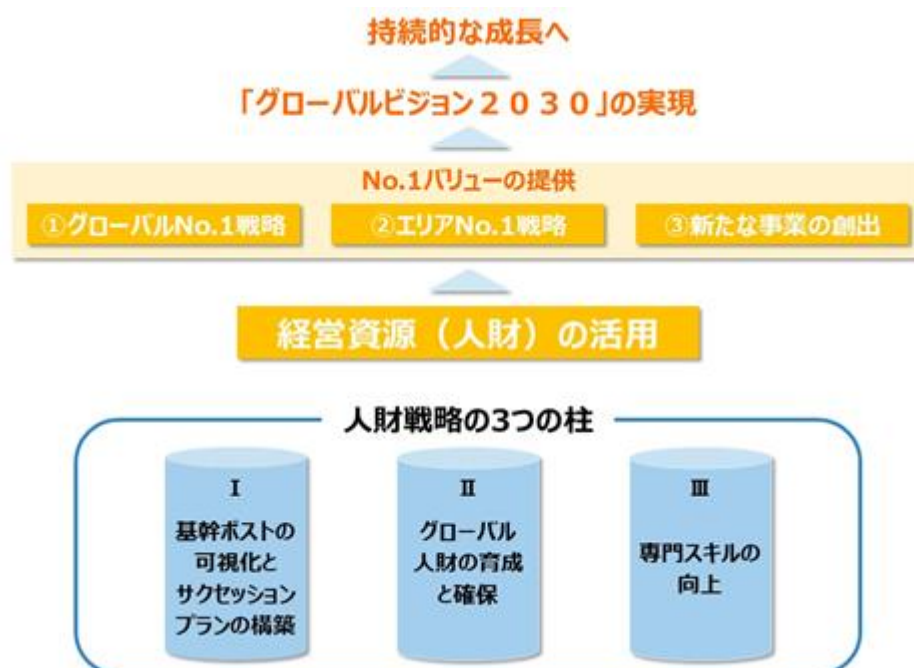 持続的な成長へ
「グローバルビジョン２０３０」の実現
No.1バリューの提供
①グローバルNo.1戦略
②エリアNo.1戦略
③新たな事業の創出
経営資源（人財）の活用
人財戦略の3つの柱
Ⅰ
基幹ポストの
可視化と
サクセッション
プランの構築
Ⅱ
グローバル
人財の育成
と確保
Ⅲ
専門スキルの
向上